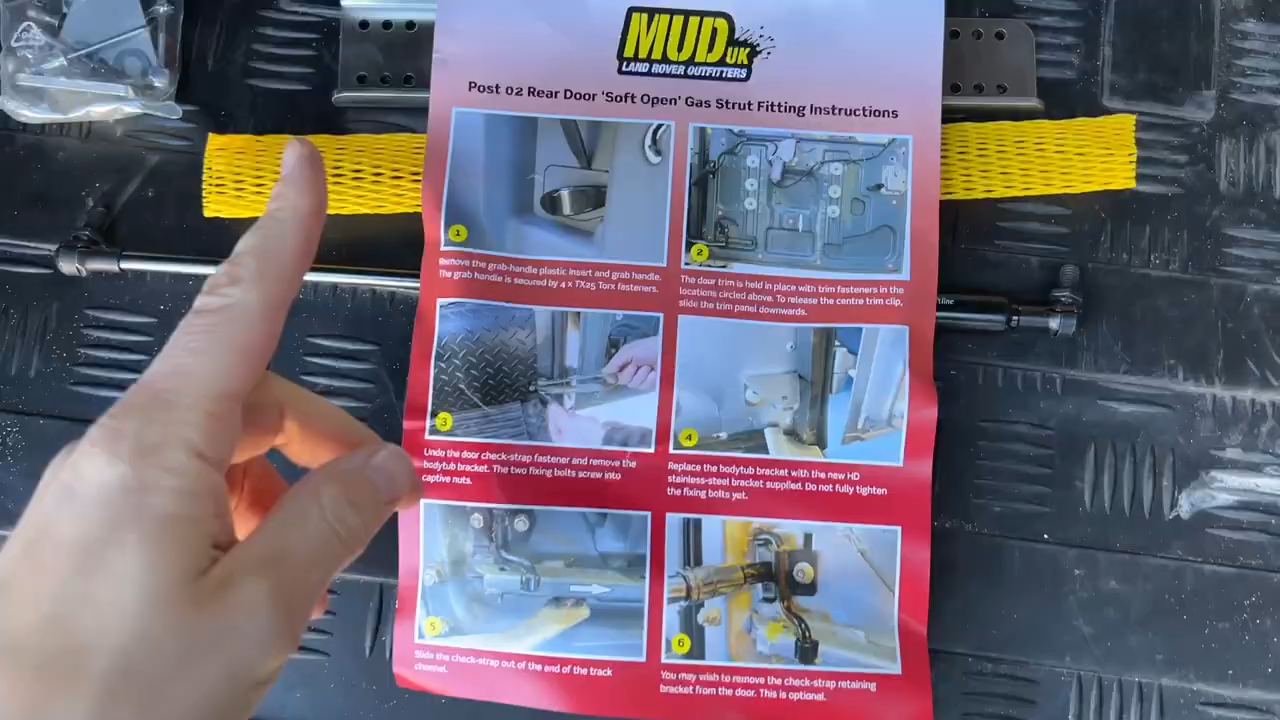 MUD UK
LAND ROVER OUTFITTERS
Post 02 Rear Door 'Soft Open' Gas Strut Fitting Instructions
1
2
Remove the grab-handle plastic insert and grab handle.
The grab handle is secured by 4 x TX25 Torx fasteners.
The door trim is held in place with trim fasteners in the
locations circled above. To release the centre trim clip,
slide the trim panel downwards.
3
4
Undo the door check-strap fastener and remove the
bodytub bracket. The two fixing bolts screw into
captive nuts.
Replace the bodytub bracket with the new HD
stainless-steel bracket supplied. Do not fully tighten
the fixing bolts yet.
5
6
Slide the check-strap out of the end of the track
channel.
You may wish to remove the check-strap retaining
bracket from the door. This is optional.